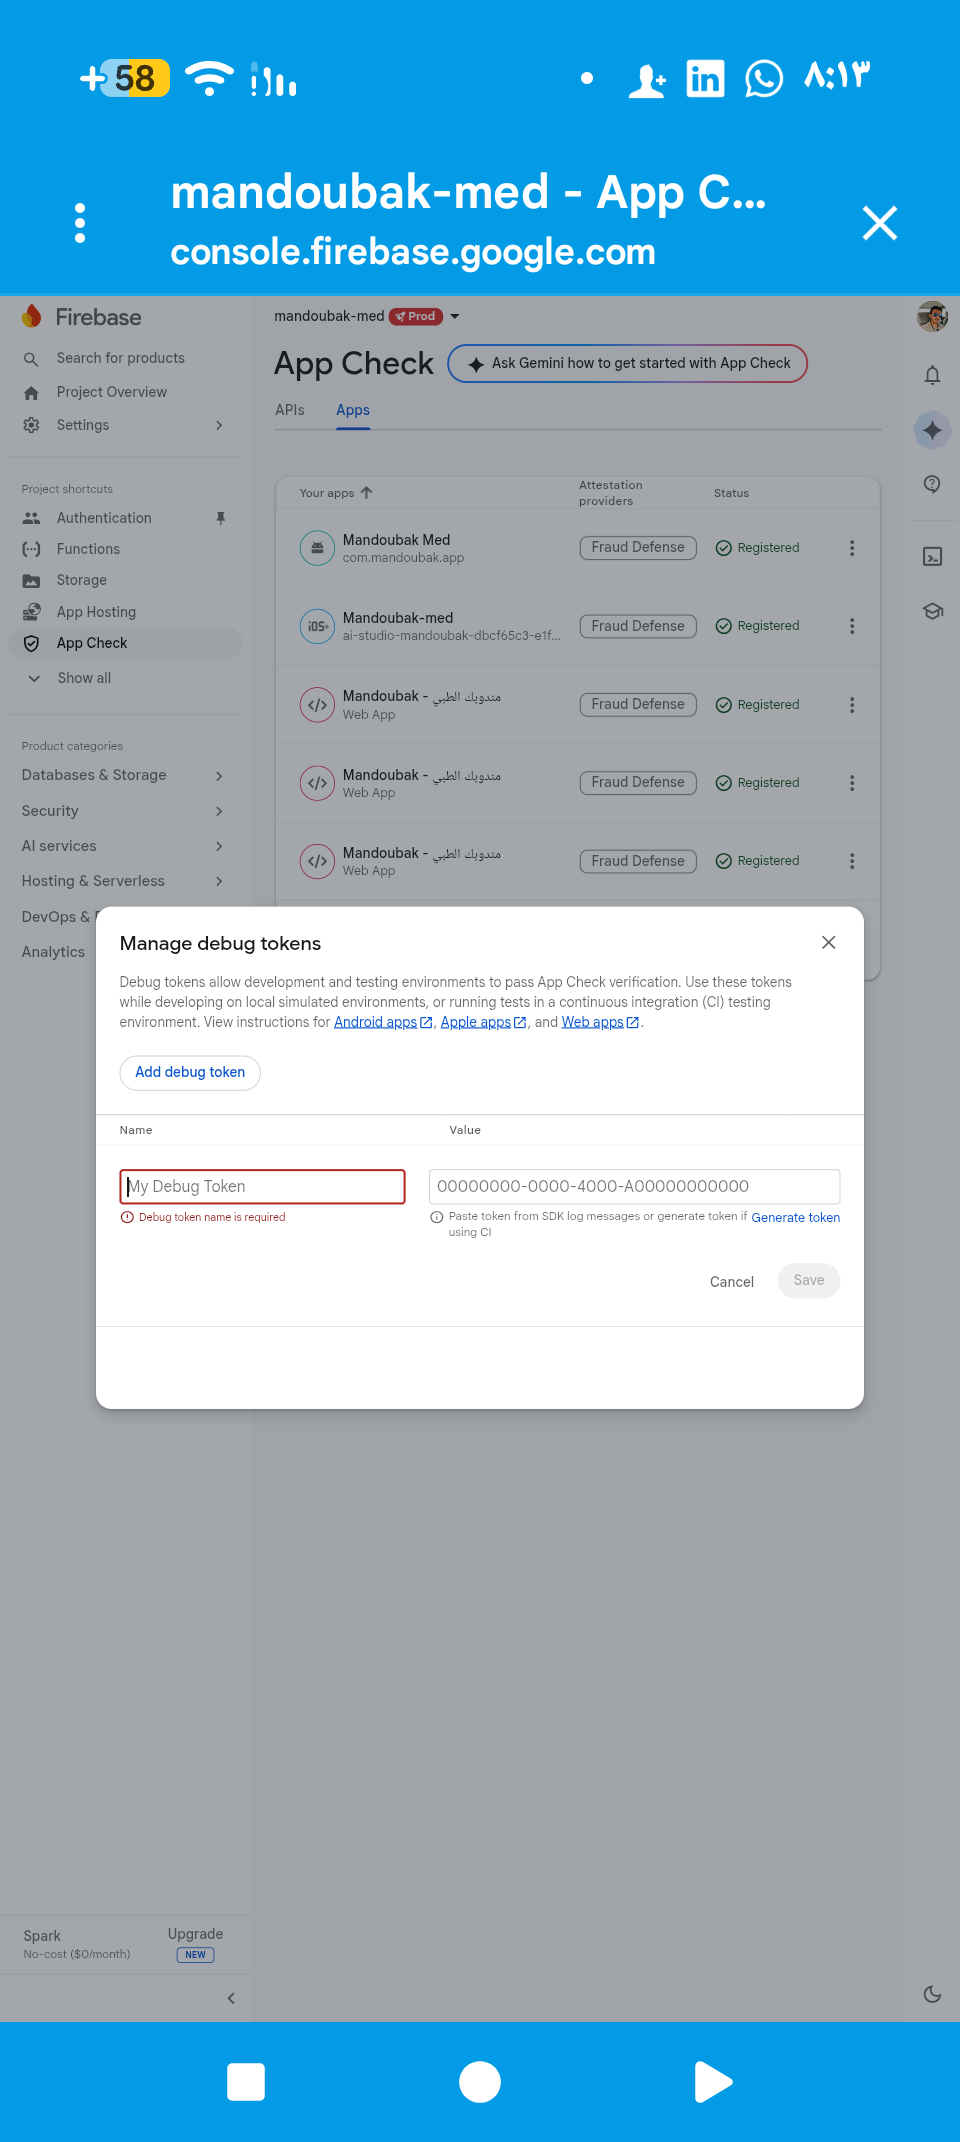 +58
٨:١٣
mandoubak-med - App C...
console.firebase.google.com
Firebase
Search for products
Project Overview
Settings
Project shortcuts
Authentication
Functions
Storage
App Hosting
App Check
Show all
Product categories
Databases & Storage
Security
AI services
Hosting & Serverless
DevOps &
Analytics
Spark
No-cost ($0/month)
Upgrade
NEW
mandoubak-med Prod
App Check
Ask Gemini how to get started with App Check
APIs Apps
Your apps Attestation providers Status
Mandoubak Med
com.mandoubak.app
Fraud Defense Registered
Mandoubak-med
ai-studio-mandoubak-dbcf65c3-e1f...
iOS+
Fraud Defense Registered
Mandoubak - مندوبك الطبي
Web App
Fraud Defense Registered
Mandoubak - مندوبك الطبي
Web App
Fraud Defense Registered
Mandoubak - مندوبك الطبي
Web App
Fraud Defense Registered
Manage debug tokens
Debug tokens allow development and testing environments to pass App Check verification. Use these tokens
while developing on local simulated environments, or running tests in a continuous integration (CI) testing
environment. View instructions for Android apps, Apple apps, and Web apps.
Add debug token
Name Value
My Debug Token
00000000-0000-4000-A00000000000
Debug token name is required
Paste token from SDK log messages or generate token if
using CI
Generate token
Cancel Save